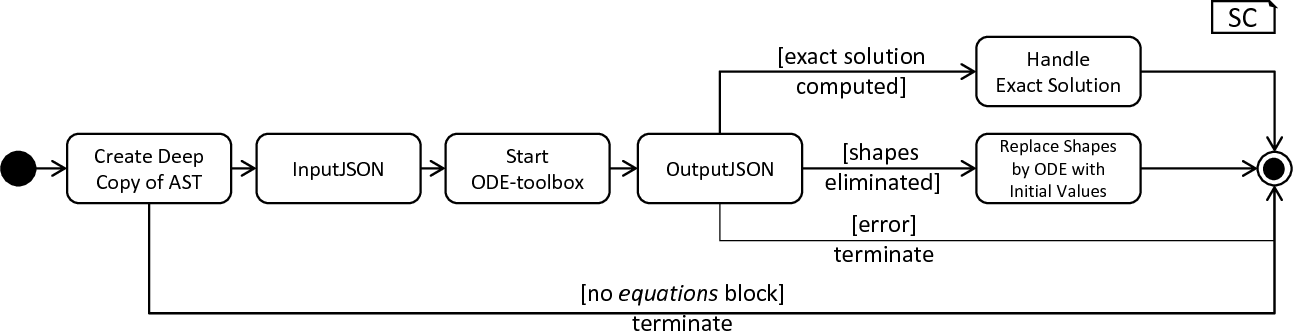 SC
[exact solution
computed]
Handle
Exact Solution
Create Deep
Copy of AST
InputJSON
Start
ODE-toolbox
OutputJSON
[shapes
eliminated]
Replace Shapes
by ODE with
Initial Values
[error]
terminate
[no equations block]
terminate